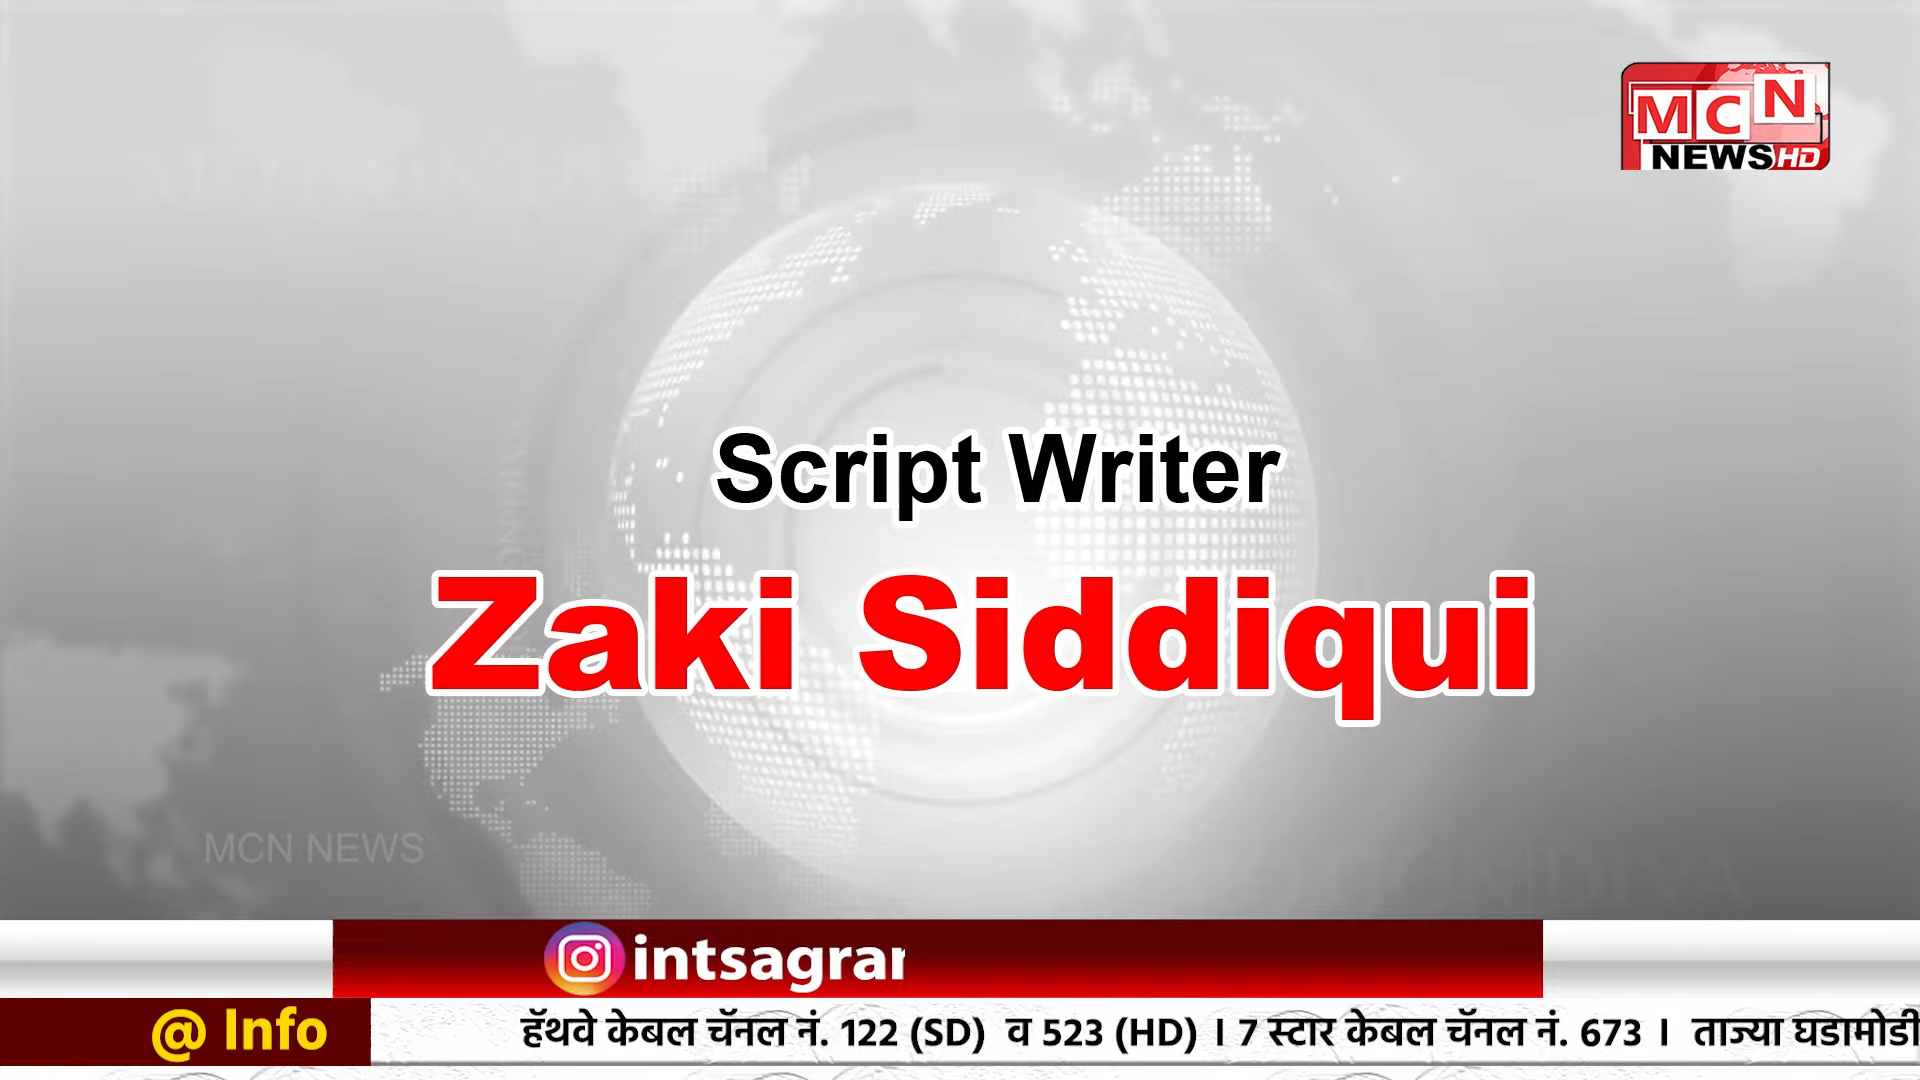 MCN
NEWS HD
Script Writer
Zaki Siddiqui
MCN NEWS
@ Info
हॅथवे केबल चॅनल नं. 122 (SD) व 523 (HD) । 7 स्टार केबल चॅनल नं. 673 । ताज्या घडामोडी